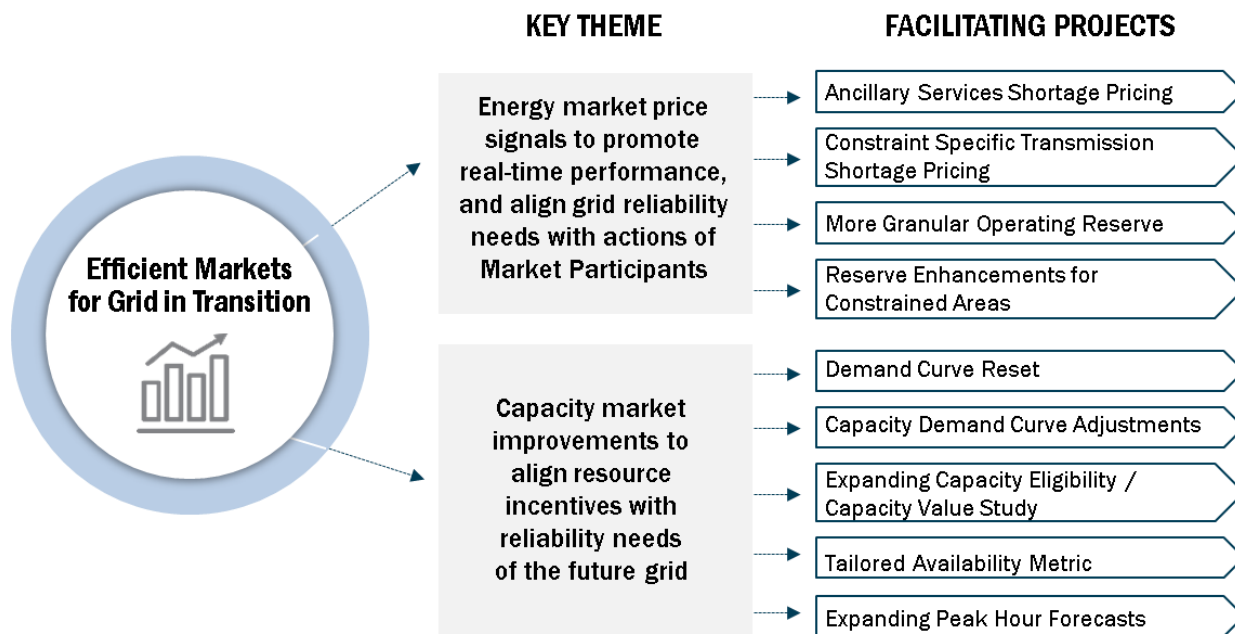 KEY THEME
FACILITATING PROJECTS
Efficient Markets
for Grid in Transition
Energy market price
signals to promote
real-time performance,
and align grid reliability
needs with actions of
Market Participants
Ancillary Services Shortage Pricing
Constraint Specific Transmission
Shortage Pricing
More Granular Operating Reserve
Reserve Enhancements for
Constrained Areas
Capacity market
improvements to
align resource
incentives with
reliability needs
of the future grid
Demand Curve Reset
Capacity Demand Curve Adjustments
Expanding Capacity Eligibility /
Capacity Value Study
Tailored Availability Metric
Expanding Peak Hour Forecasts